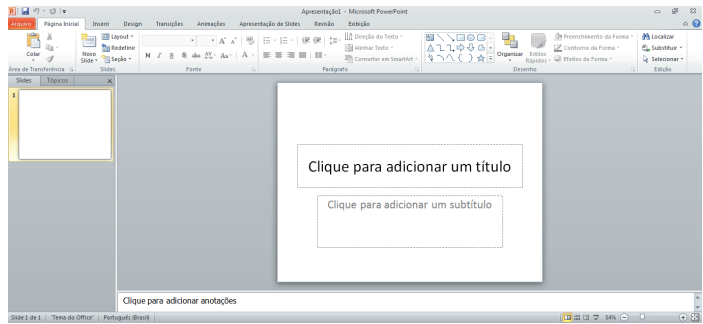 Apresentação1 - Microsoft PowerPoint
Arquivo Página Inicial Inserir Design Transições Animações Apresentação de Slides Revisão Exibição
Colar
Novo Slide
Layout
Redefinir
Seção
N I S S abc AV Aa A
Direção do Texto
Alinhar Texto
Converter em SmartArt
Organizar
Estilos Rápidos
Preenchimento da Forma
Contorno da Forma
Efeitos de Forma
Localizar
Substituir
Selecionar
Área de Transferência Slides Fonte Parágrafo Desenho Edição
Slides Tópicos
1
Clique para adicionar um título
Clique para adicionar um subtítulo
Clique para adicionar anotações
Slide 1 de 1 "Tema do Office" Português (Brasil) 54%